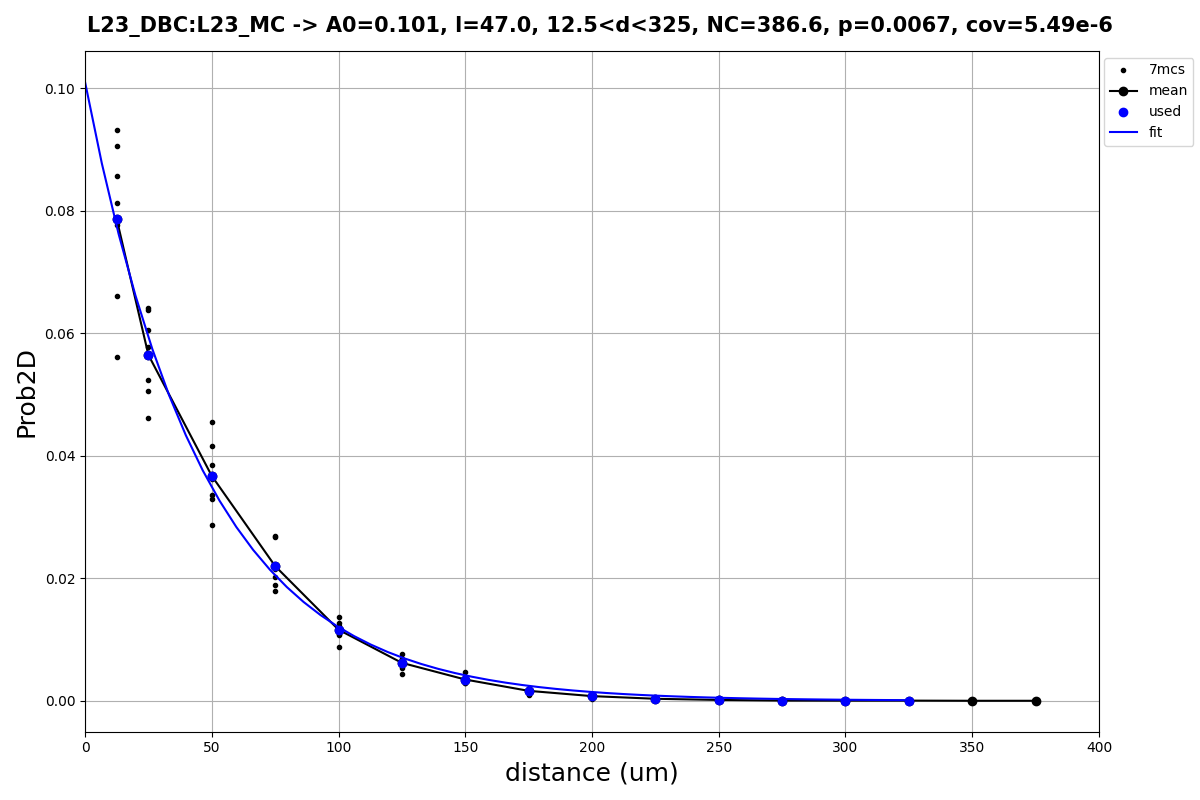 L23_DBC:L23_MC -> A0=0.101, l=47.0, 12.5<d<325, NC=386.6, p=0.0067, cov=5.49e-6
7mcs
mean
used
fit
Prob2D
0.10
0.08
0.06
0.04
0.02
0.00
0 50 100 150 200 250 300 350 400
distance (um)